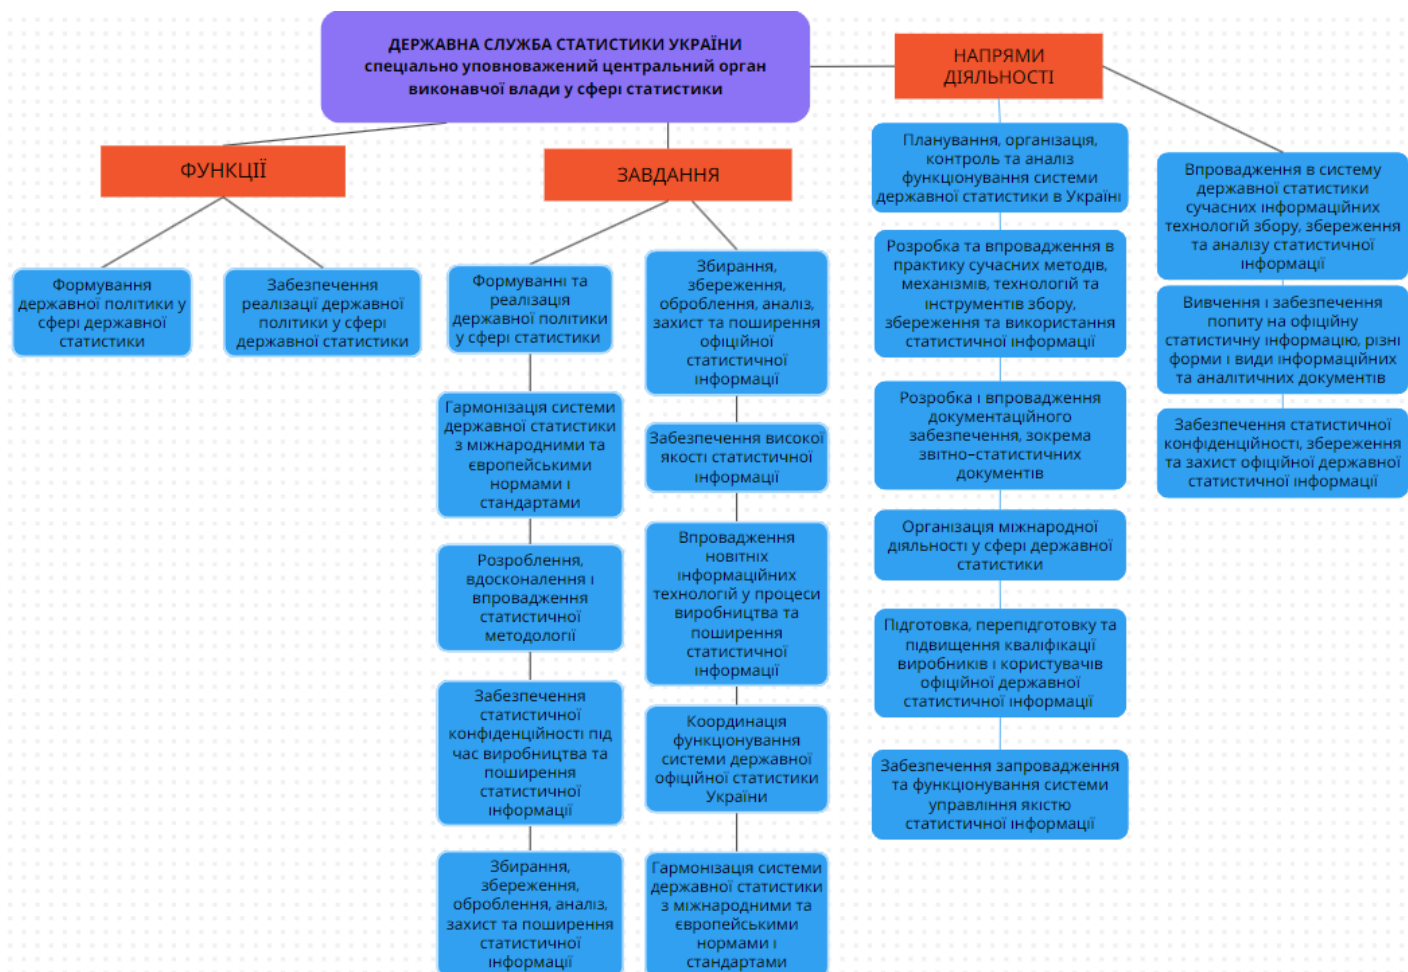 ДЕРЖАВНА СЛУЖБА СТАТИСТИКИ УКРАЇНИ
спеціально уповноважений центральний орган
виконавчої влади у сфері статистики
НАПРЯМИ
ДІЯЛЬНОСТІ
ФУНКЦІЇ
ЗАВДАННЯ
Формування
державної політики у
сфері державної
статистики
Забезпечення
реалізації державної
політики у сфері
державної статистики
Формуванні та
реалізація
державної політики
у сфері статистики
Гармонізація системи
державної статистики
з міжнародними та
європейськими
нормами і
стандартами
Розроблення,
вдосконалення і
впровадження
статистичної
методології
Забезпечення
статистичної
конфіденційності під
час виробництва та
поширення
статистичної
інформації
Збирання,
збереження,
оброблення, аналіз,
захист та поширення
статистичної
інформації
Збирання,
збереження,
оброблення, аналіз,
захист та поширення
офіційної
статистичної
інформації
Забезпечення високої
якості статистичної
інформації
Впровадження
новітніх
інформаційних
технологій у процеси
виробництва та
поширення
статистичної
інформації
Координація
функціонування
системи державної
офіційної статистики
України
Гармонізація системи
державної статистики
з міжнародними та
європейськими
нормами і
стандартами
Планування, організація,
контроль та аналіз
функціонування системи
державної статистики в Україні
Розробка та впровадження в
практику сучасних методів,
механізмів, технологій та
інструментів збору,
збереження та використання
статистичної інформації
Розробка і впровадження
документаційного
забезпечення, зокрема
звітно-статистичних
документів
Організація міжнародної
діяльності у сфері державної
статистики
Підготовка, перепідготовку та
підвищення кваліфікації
виробників і користувачів
офіційної державної
статистичної інформації
Забезпечення запровадження
та функціонування системи
управління якістю
статистичної інформації
Впровадження в систему
державної статистики
сучасних інформаційних
технологій збору, збереження
та аналізу статистичної
інформації
Вивчення і забезпечення
попиту на офіційну
статистичну інформацію, різні
форми і види інформаційних
та аналітичних документів
Забезпечення статистичної
конфіденційності, збереження
та захист офіційної державної
статистичної інформації